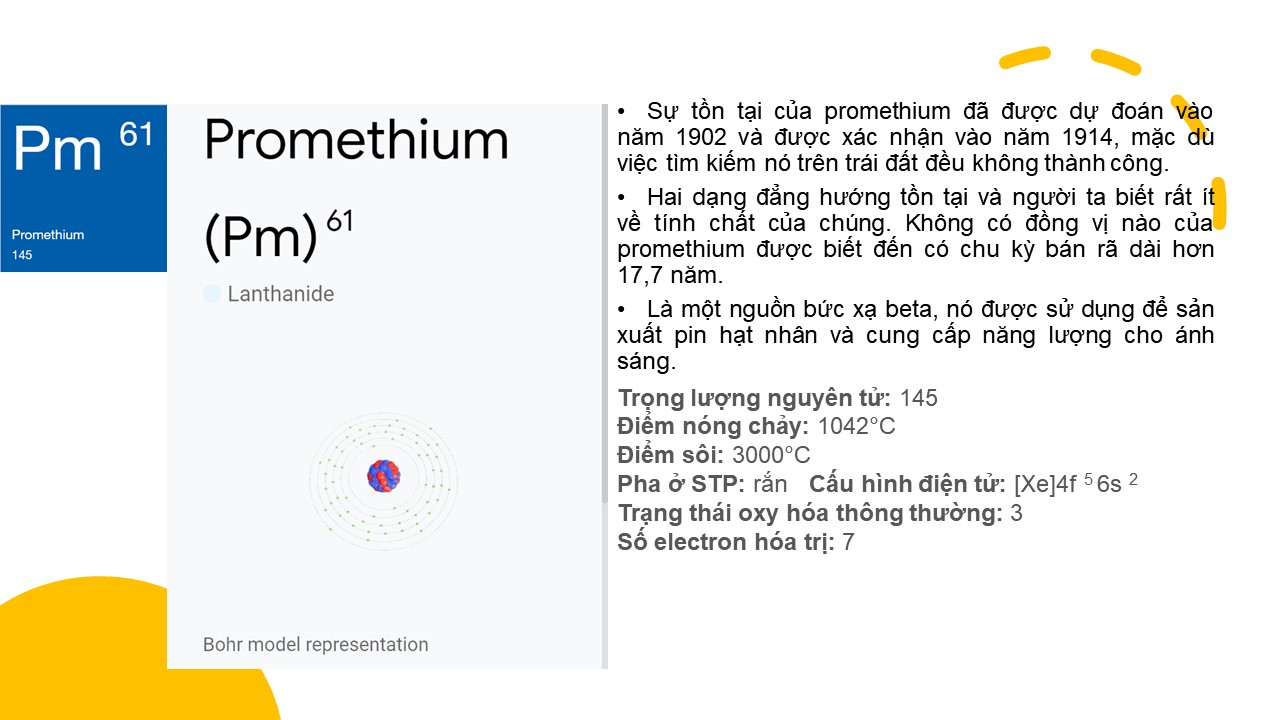 Pm 61
Promethium
145
Promethium
(Pm) 61
Lanthanide
Bohr model representation
• Sự tồn tại của promethium đã được dự đoán vào
năm 1902 và được xác nhận vào năm 1914, mặc dù
việc tìm kiếm nó trên trái đất đều không thành công.
• Hai dạng đẳng hướng tồn tại và người ta biết rất ít
về tính chất của chúng. Không có đồng vị nào của
promethium được biết đến có chu kỳ bán rã dài hơn
17,7 năm.
• Là một nguồn bức xạ beta, nó được sử dụng để sản
xuất pin hạt nhân và cung cấp năng lượng cho ánh
sáng.
Trọng lượng nguyên tử: 145
Điểm nóng chảy: 1042°C
Điểm sôi: 3000°C
Pha ở STP: rắn Cấu hình điện tử: [Xe]4f 5 6s 2
Trạng thái oxy hóa thông thường: 3
Số electron hóa trị: 7